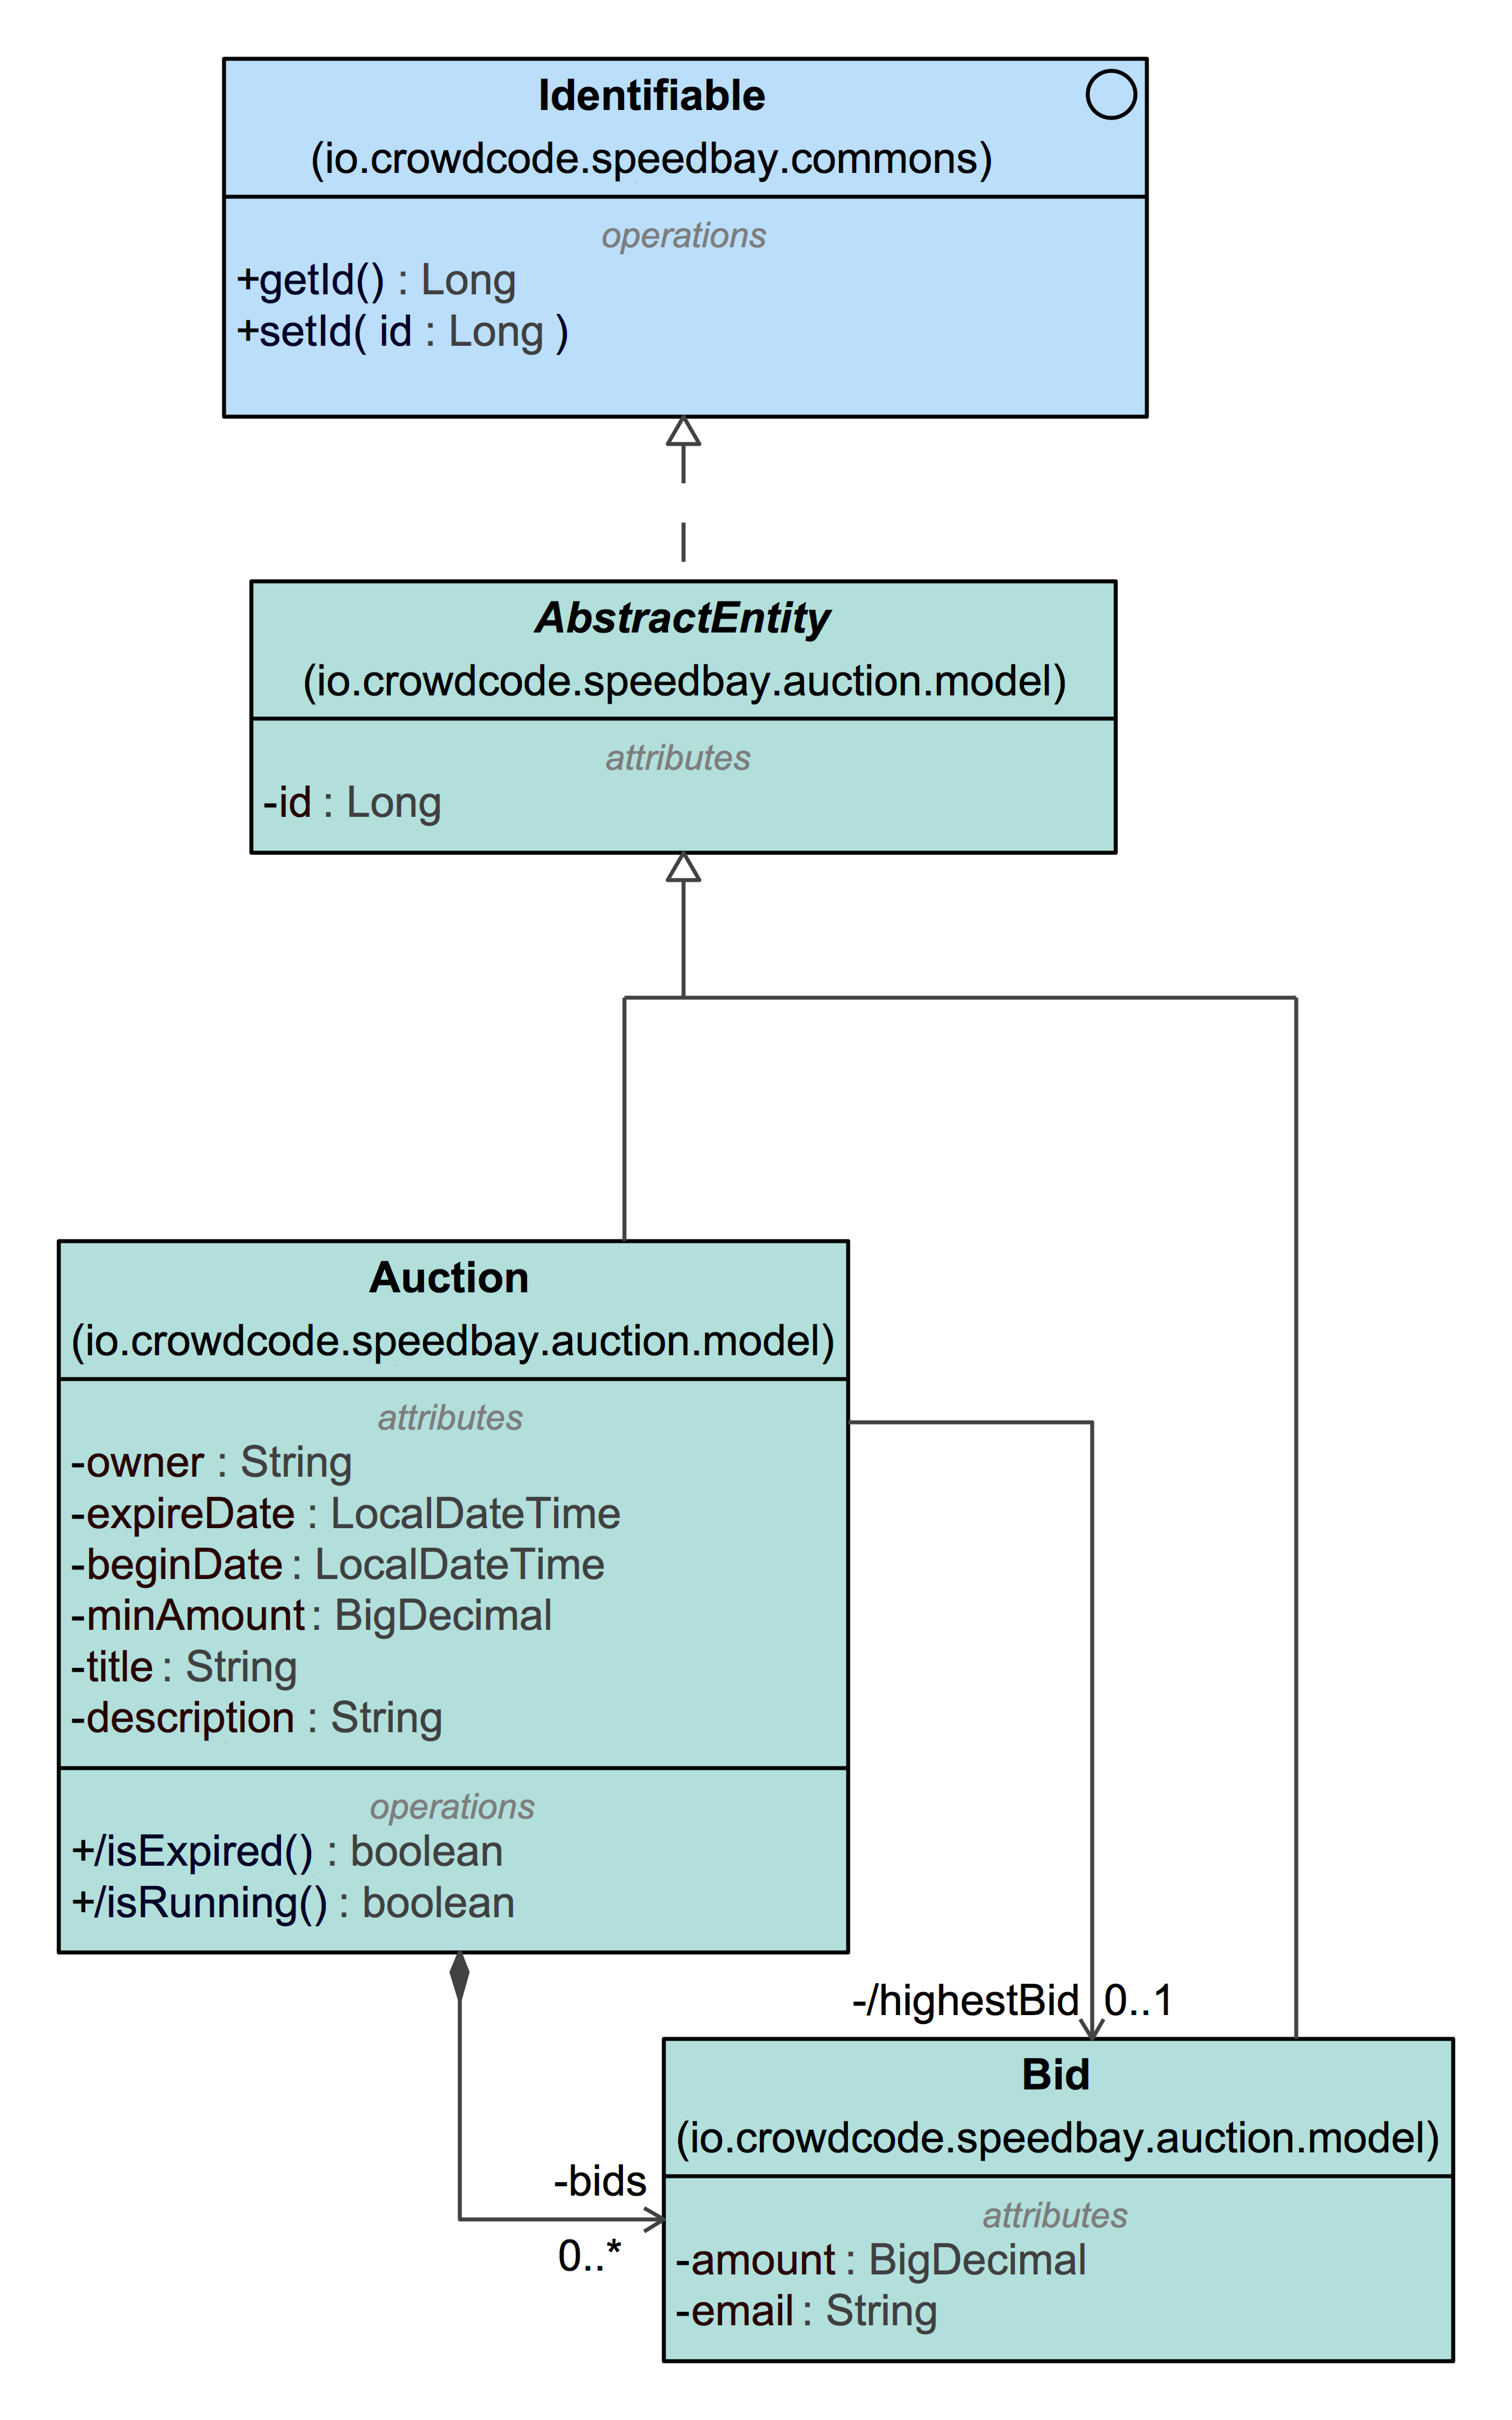 Identifiable
(io.crowdcode.speedbay.commons)
operations
+getId() : Long
+setId( id : Long )
AbstractEntity
(io.crowdcode.speedbay.auction.model)
attributes
-id : Long
Auction
(io.crowdcode.speedbay.auction.model)
attributes
-owner : String
-expireDate : LocalDateTime
-beginDate : LocalDateTime
-minAmount : BigDecimal
-title : String
-description : String
operations
+/isExpired() : boolean
+/isRunning() : boolean
-/highestBid 0..1
Bid
(io.crowdcode.speedbay.auction.model)
-bids
0..*
attributes
-amount : BigDecimal
-email : String